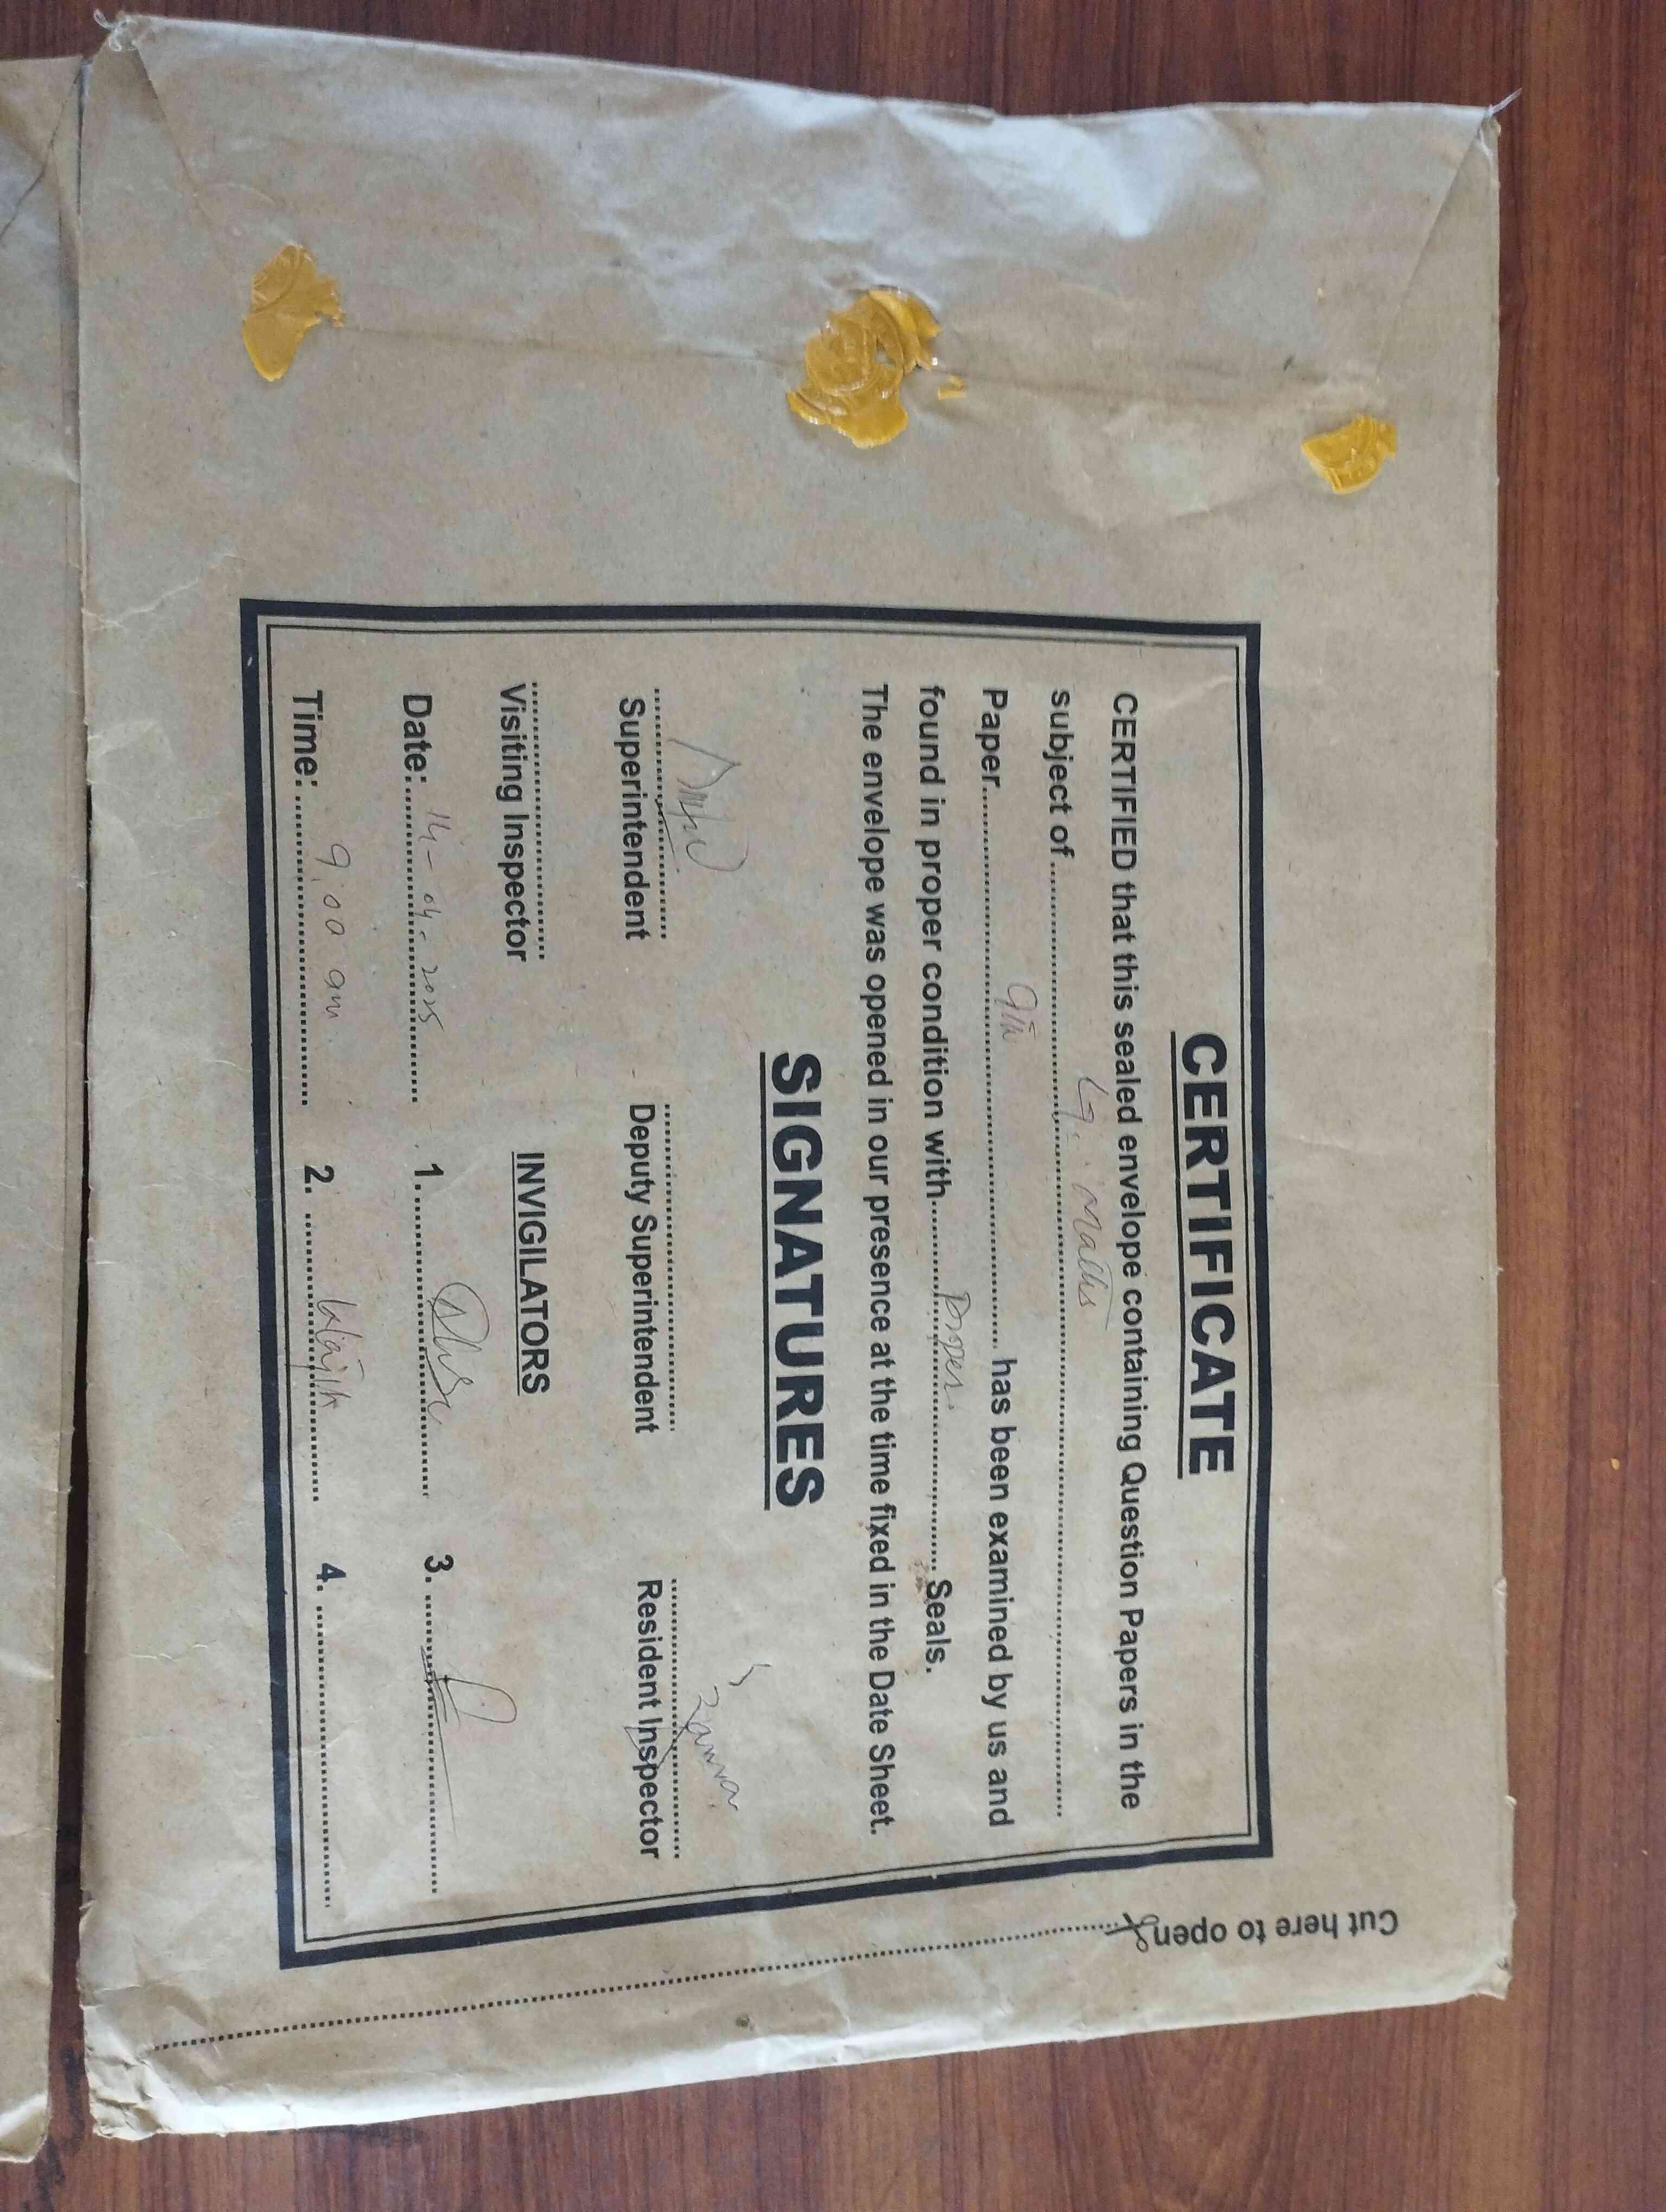 CERTIFICATE
CERTIFIED that this sealed envelope containing Question Papers in the
subject of.......... G. Maths ..........
Paper.......... 9th .......... has been examined by us and
found in proper condition with.......... Proper .......... Seals.
The envelope was opened in our presence at the time fixed in the Date Sheet.
SIGNATURES
Superintendent Deputy Superintendent Resident Inspector
Visiting Inspector INVIGILATORS
Date:.......... 14-04-2025 .......... 1. .......... 3. ..........
Time: .......... 9:00 am .......... 2. .......... 4. ..........
Cut here to open